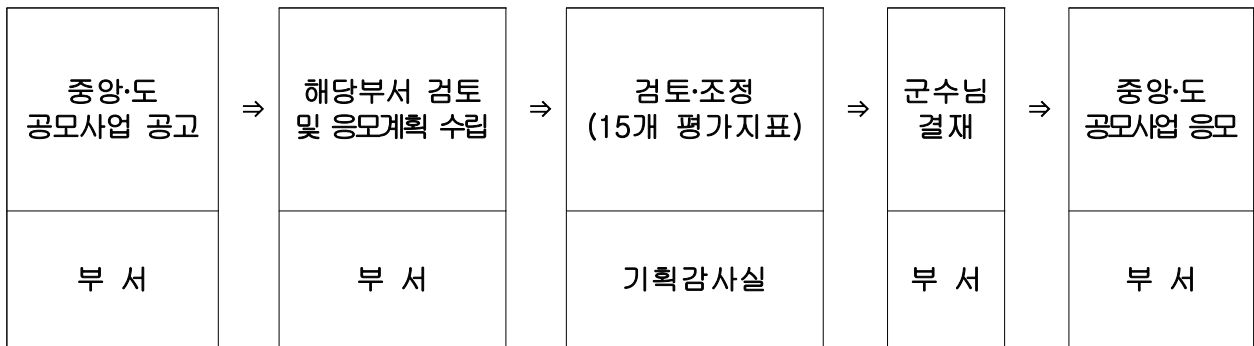 중앙·도
공모사업 공고
⇒
해당부서 검토
및 응모계획 수립
⇒
검토·조정
(15개 평가지표)
⇒
군수님
결재
⇒
중앙·도
공모사업 응모
부 서
부 서
기획감사실
부 서
부 서